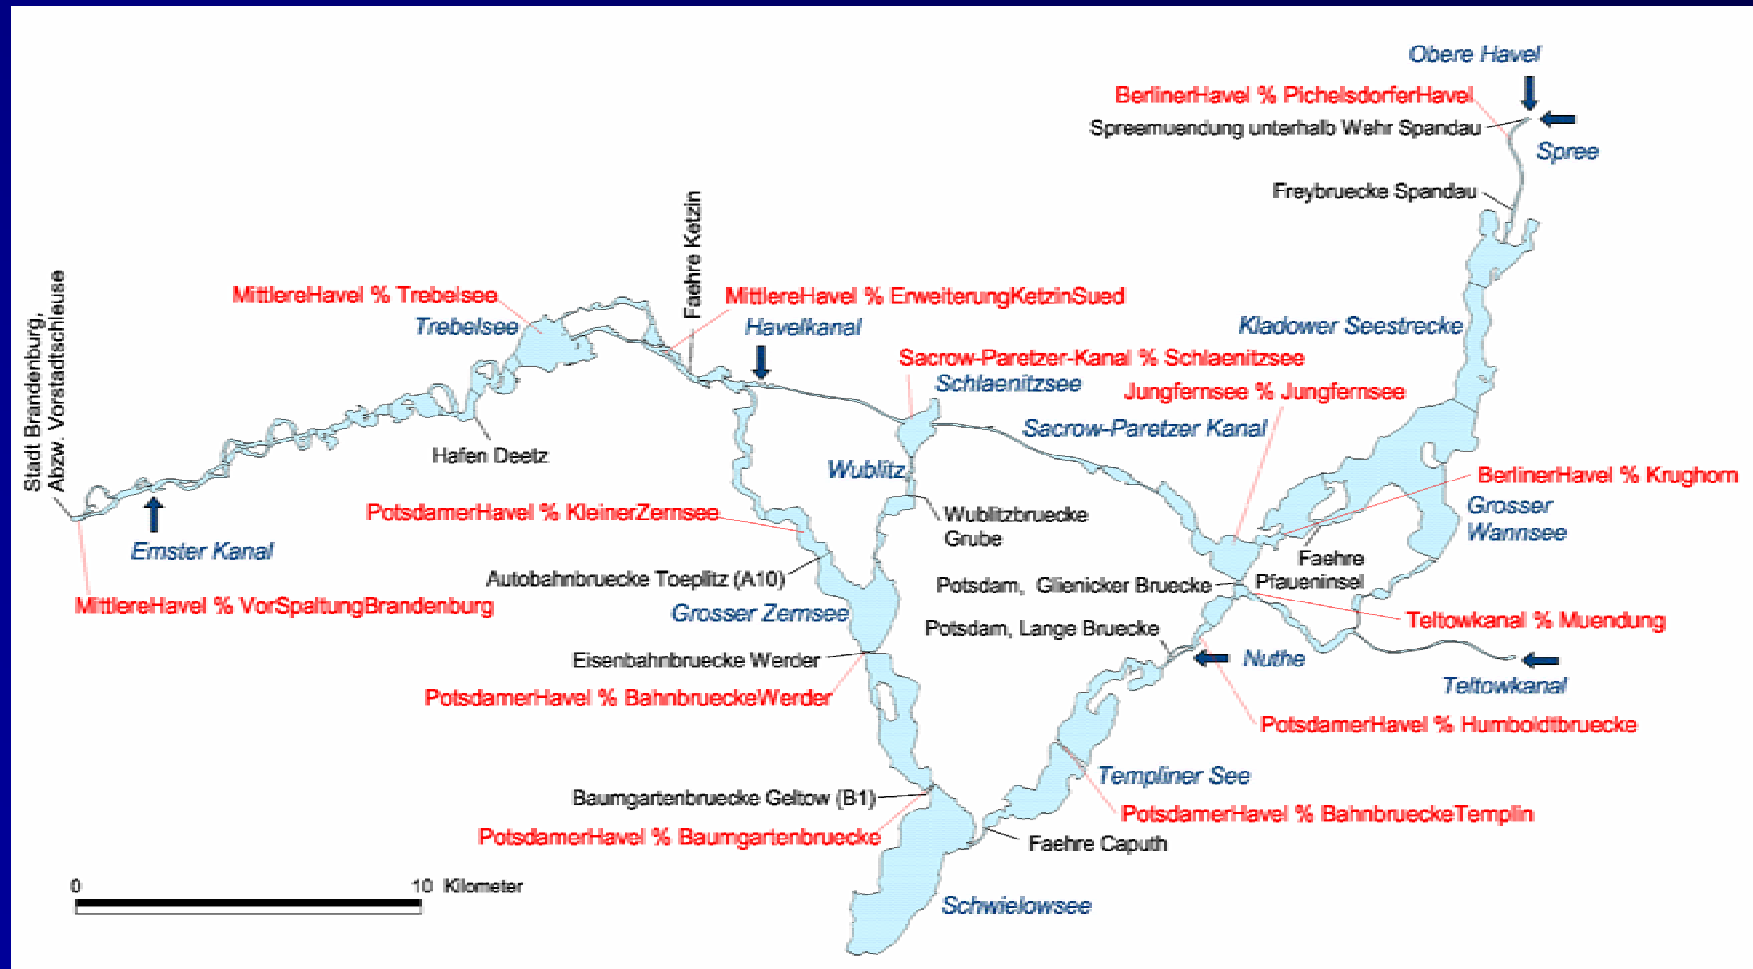 Obere Havel
BerlinerHavel % PichelsdorferHavel
Spreemuendung unterhalb Wehr Spandau
Spree
Freybruecke Spandau
Faehre Ketzin
Stadt Brandenburg,
Abzw. Vorstadtschleuse
MittlereHavel % Trebelsee
MittlereHavel % ErweiterungKetzinSued
Trebelsee
Havelkanal
Kladower Seestrecke
Sacrow-Paretzer-Kanal % Schlaenitzsee
Schlaenitzsee
Jungfernsee % Jungfernsee
Sacrow-Paretzer Kanal
Hafen Deetz
Wublitz
BerlinerHavel % Krughorn
PotsdamerHavel % KleinerZernsee
Wublitzbruecke
Grube
Grosser
Wannsee
Emster Kanal
Faehre
Pfaueninsel
Autobahnbruecke Toeplitz (A10)
Potsdam, Glienicker Bruecke
MittlereHavel % VorSpaltungBrandenburg
Grosser Zernsee
Teltowkanal % Muendung
Potsdam, Lange Bruecke
Eisenbahnbruecke Werder
Nuthe
Teltowkanal
PotsdamerHavel % BahnbrueckeWerder
PotsdamerHavel % Humboldtbruecke
Templiner See
Baumgartenbruecke Geltow (B1)
PotsdamerHavel % BahnbrueckeTemplin
PotsdamerHavel % Baumgartenbruecke
Faehre Caputh
0 10 Kilometer
Schwielowsee